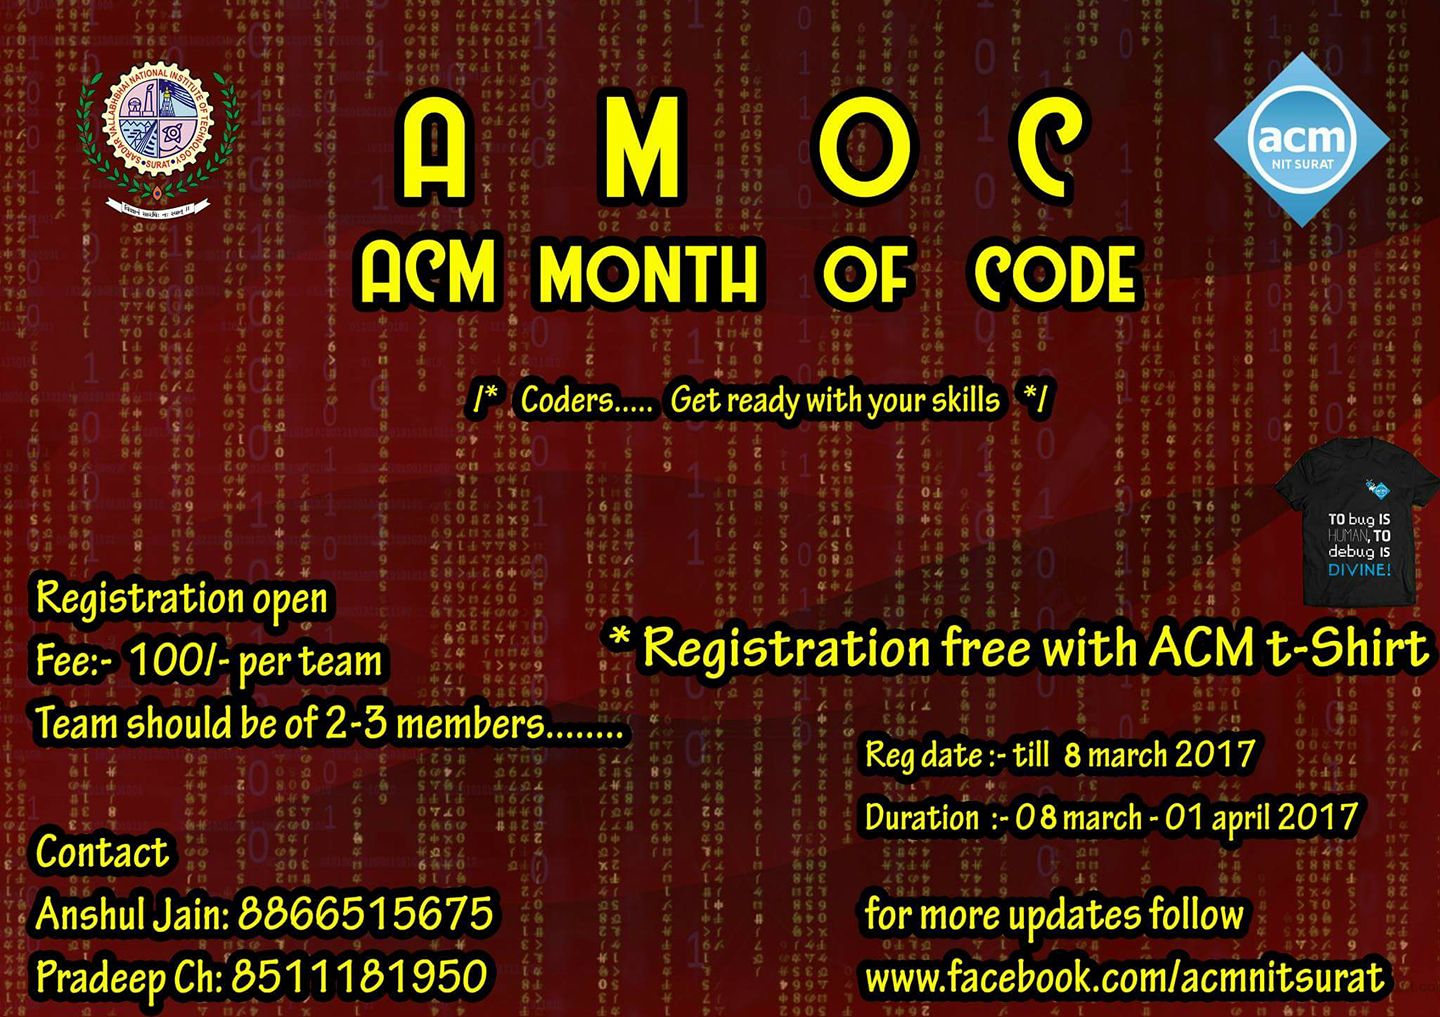 SARDAR VALLABHBHAI NATIONAL INSTITUTE OF TECHNOLOGY
SURAT
A M O C
acm
NIT SURAT
ACM MONTH OF CODE
/* Coders..... Get ready with your skills */
TO bug IS
HUMAN, TO
debug IS
DIVINE!
Registration open
Fee:- 100/- per team
Team should be of 2-3 members........
* Registration free with ACM t-Shirt
Reg date :- till 8 march 2017
Duration :- 08 march - 01 april 2017
Contact
Anshul Jain: 8866515675
Pradeep Ch: 8511181950
for more updates follow
www.facebook.com/acmnitsurat